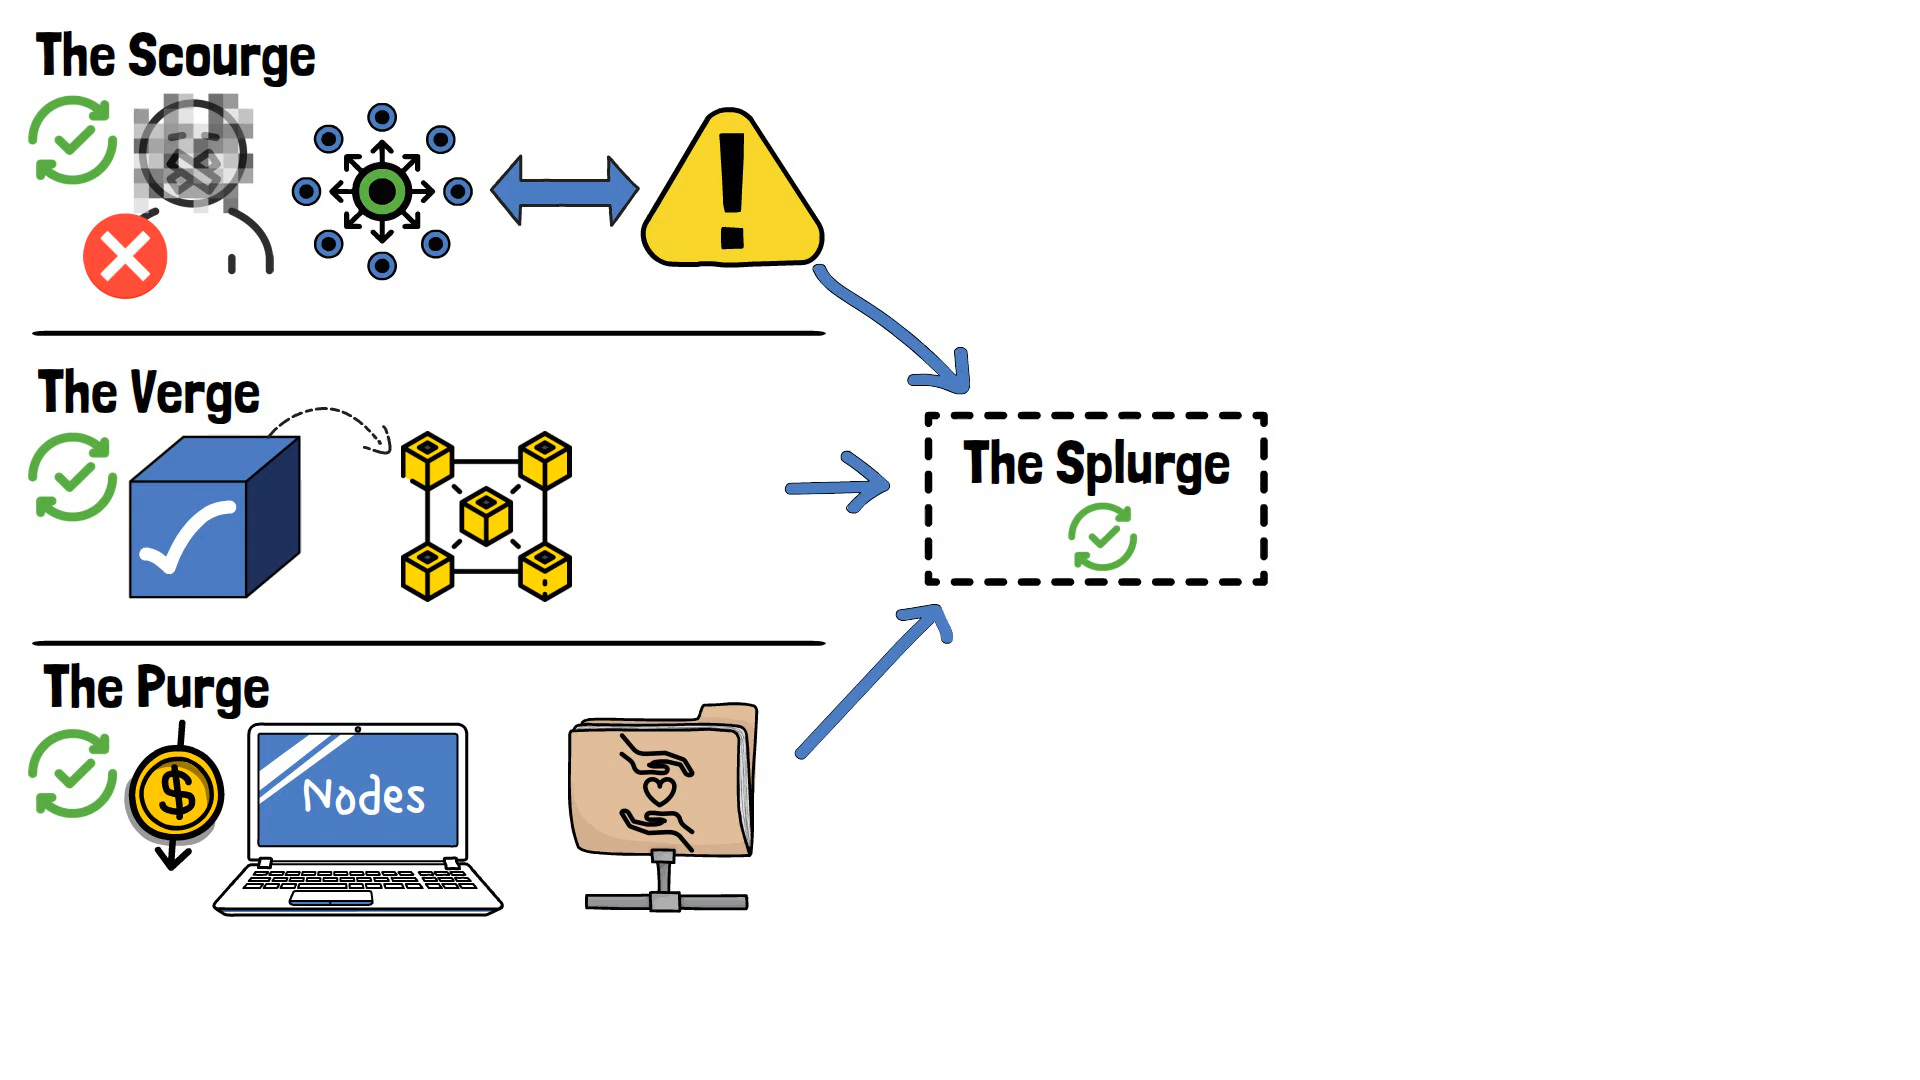 The Scourge
The Verge
The Splurge
The Purge
$
Nodes